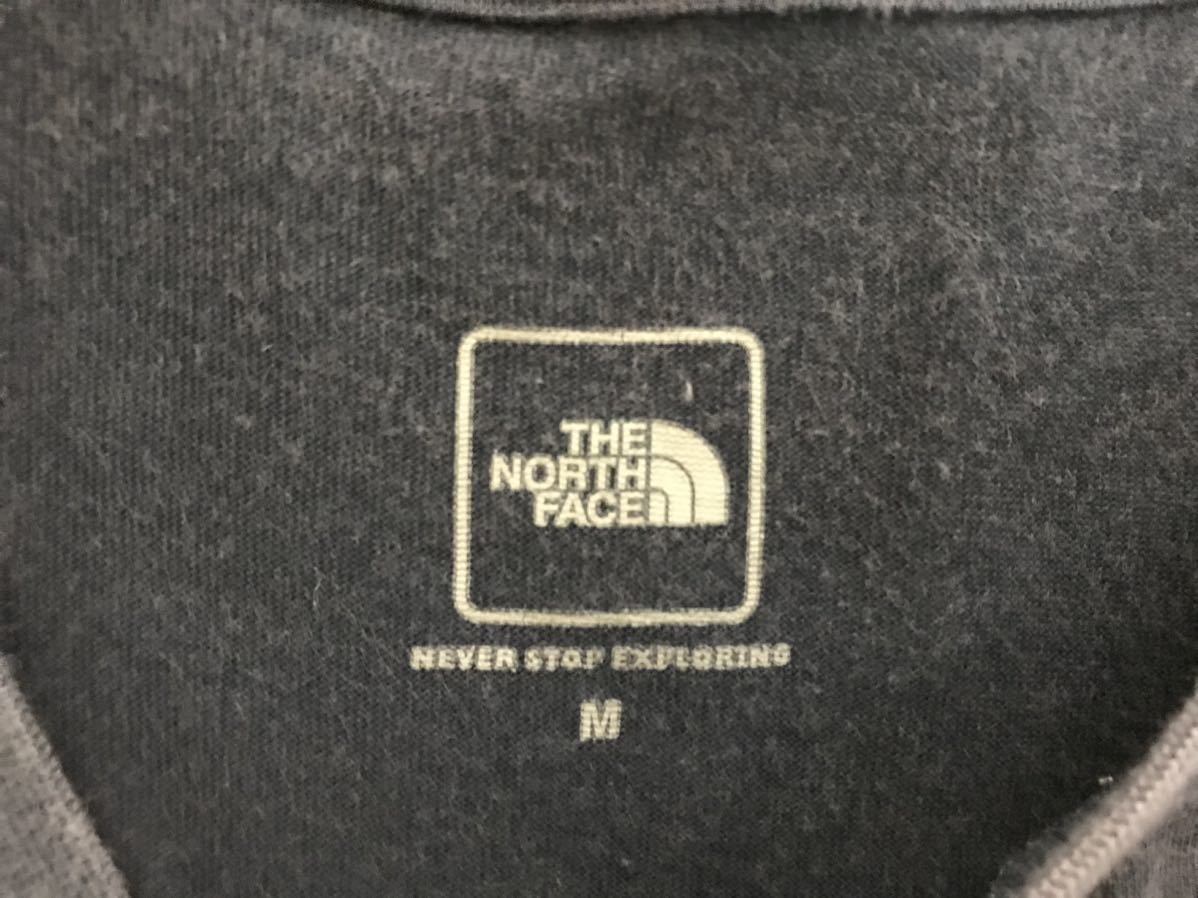 THE
NORTH
FACE
NEVER STOP EXPLORING
M